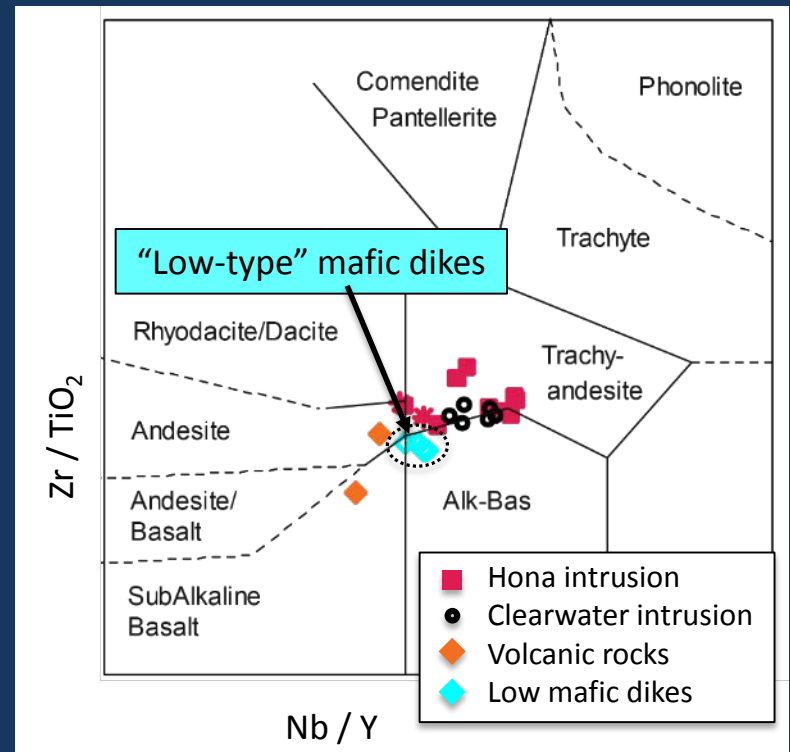 Comendite
Pantellerite
Phonolite
Trachyte
“Low-type” mafic dikes
Rhyodacite/Dacite
Trachy-
andesite
Andesite
Andesite/
Basalt
Alk-Bas
SubAlkaline
Basalt
Zr / TiO₂
Nb / Y
Hona intrusion
Clearwater intrusion
Volcanic rocks
Low mafic dikes